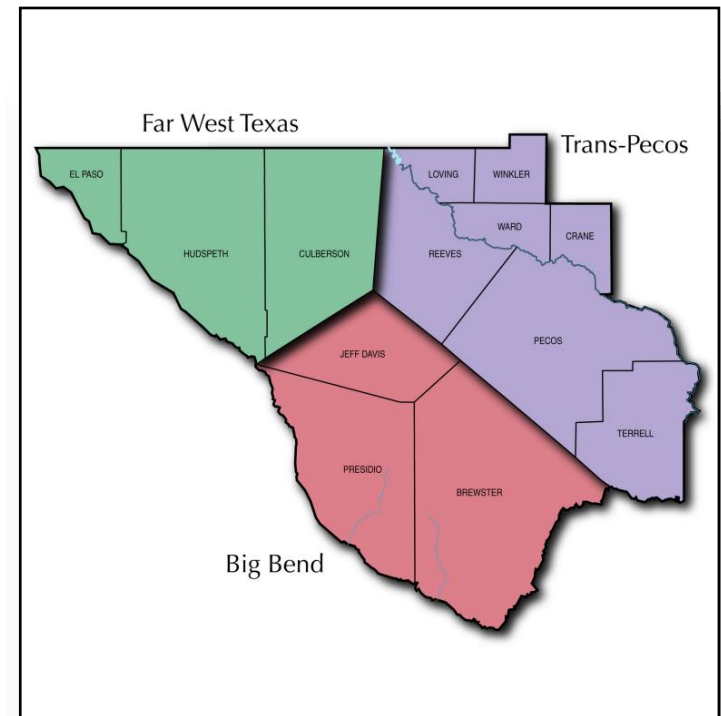 Far West Texas
Trans-Pecos
EL PASO
LOVING
WINKLER
WARD
CRANE
HUDSPETH
CULBERSON
REEVES
PECOS
JEFF DAVIS
TERRELL
PRESIDIO
BREWSTER
Big Bend